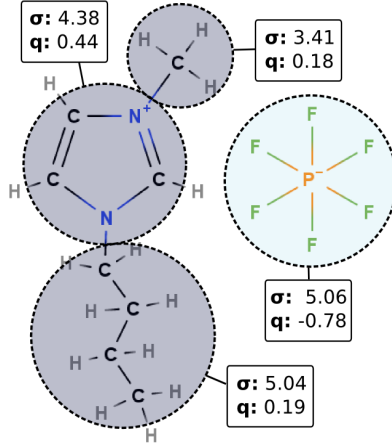 σ: 4.38
q: 0.44
σ: 3.41
q: 0.18
H
H
C
H
H
C
N+
H
C
C
H
N
F
F
F
P−
F
F
F
H
C
H
H
C
H
H
C
H
H
C
H
H
σ: 5.06
q: -0.78
σ: 5.04
q: 0.19